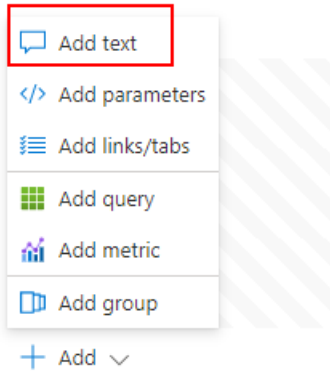 Add text
Add parameters
Add links/tabs
Add query
Add metric
Add group
Add